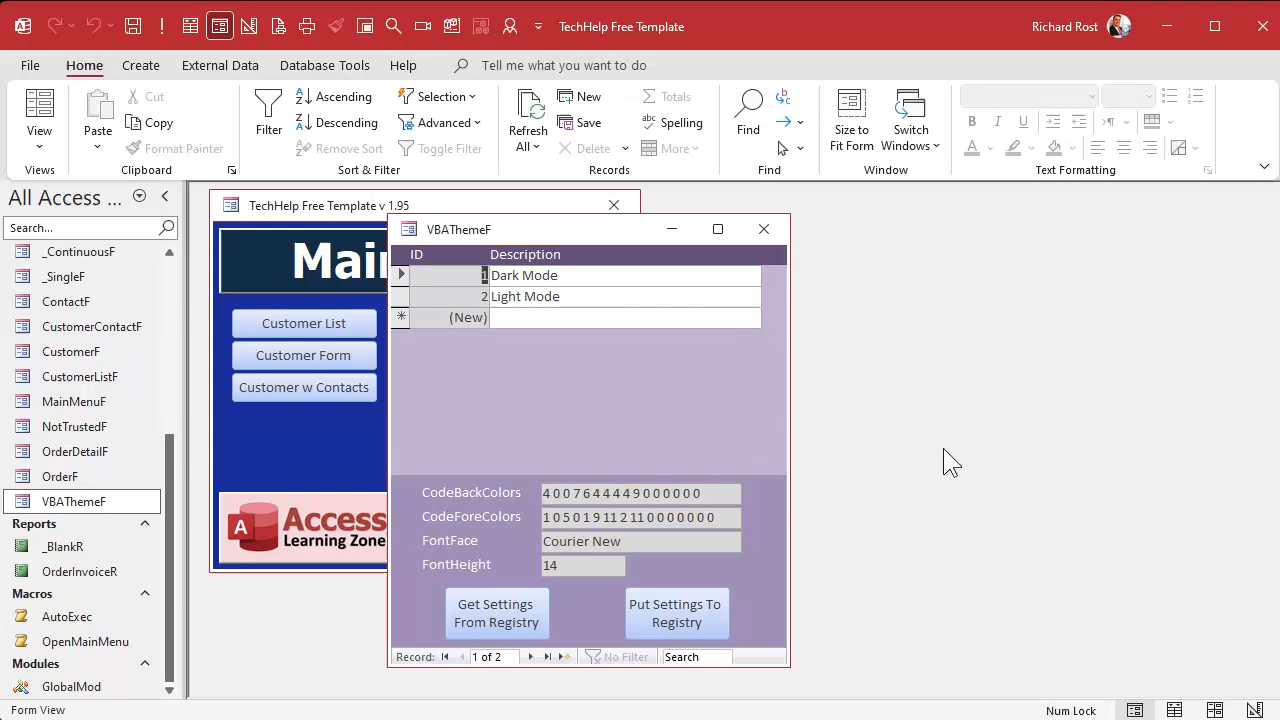 TechHelp Free Template
Richard Rost
File
Home
Create
External Data
Database Tools
Help
Tell me what you want to do
View
Views
Paste
Cut
Copy
Format Painter
Clipboard
Filter
Ascending
Descending
Remove Sort
Selection
Advanced
Toggle Filter
Sort & Filter
Refresh
All
New
Save
Delete
Totals
Spelling
More
Records
Find
Find
Size to
Fit Form
Switch
Windows
Window
Text Formatting
All Access ...
Search...
_ContinuousF
_SingleF
ContactF
CustomerContactF
CustomerF
CustomerListF
MainMenuF
NotTrustedF
OrderDetailF
OrderF
VBAThemeF
Reports
_BlankR
OrderInvoiceR
Macros
AutoExec
OpenMainMenu
Modules
GlobalMod
TechHelp Free Template v 1.95
Mai
Customer List
Customer Form
Customer w Contacts
A
Access
Learning Zone
VBAThemeF
ID Description
1 Dark Mode
2 Light Mode
(New)
CodeBackColors 4 0 0 7 6 4 4 4 4 9 0 0 0 0 0 0
CodeForeColors 1 0 5 0 1 9 11 2 11 0 0 0 0 0 0 0
FontFace Courier New
FontHeight 14
Get Settings
From Registry
Put Settings To
Registry
Record: 1 of 2 No Filter Search
Form View
Num Lock